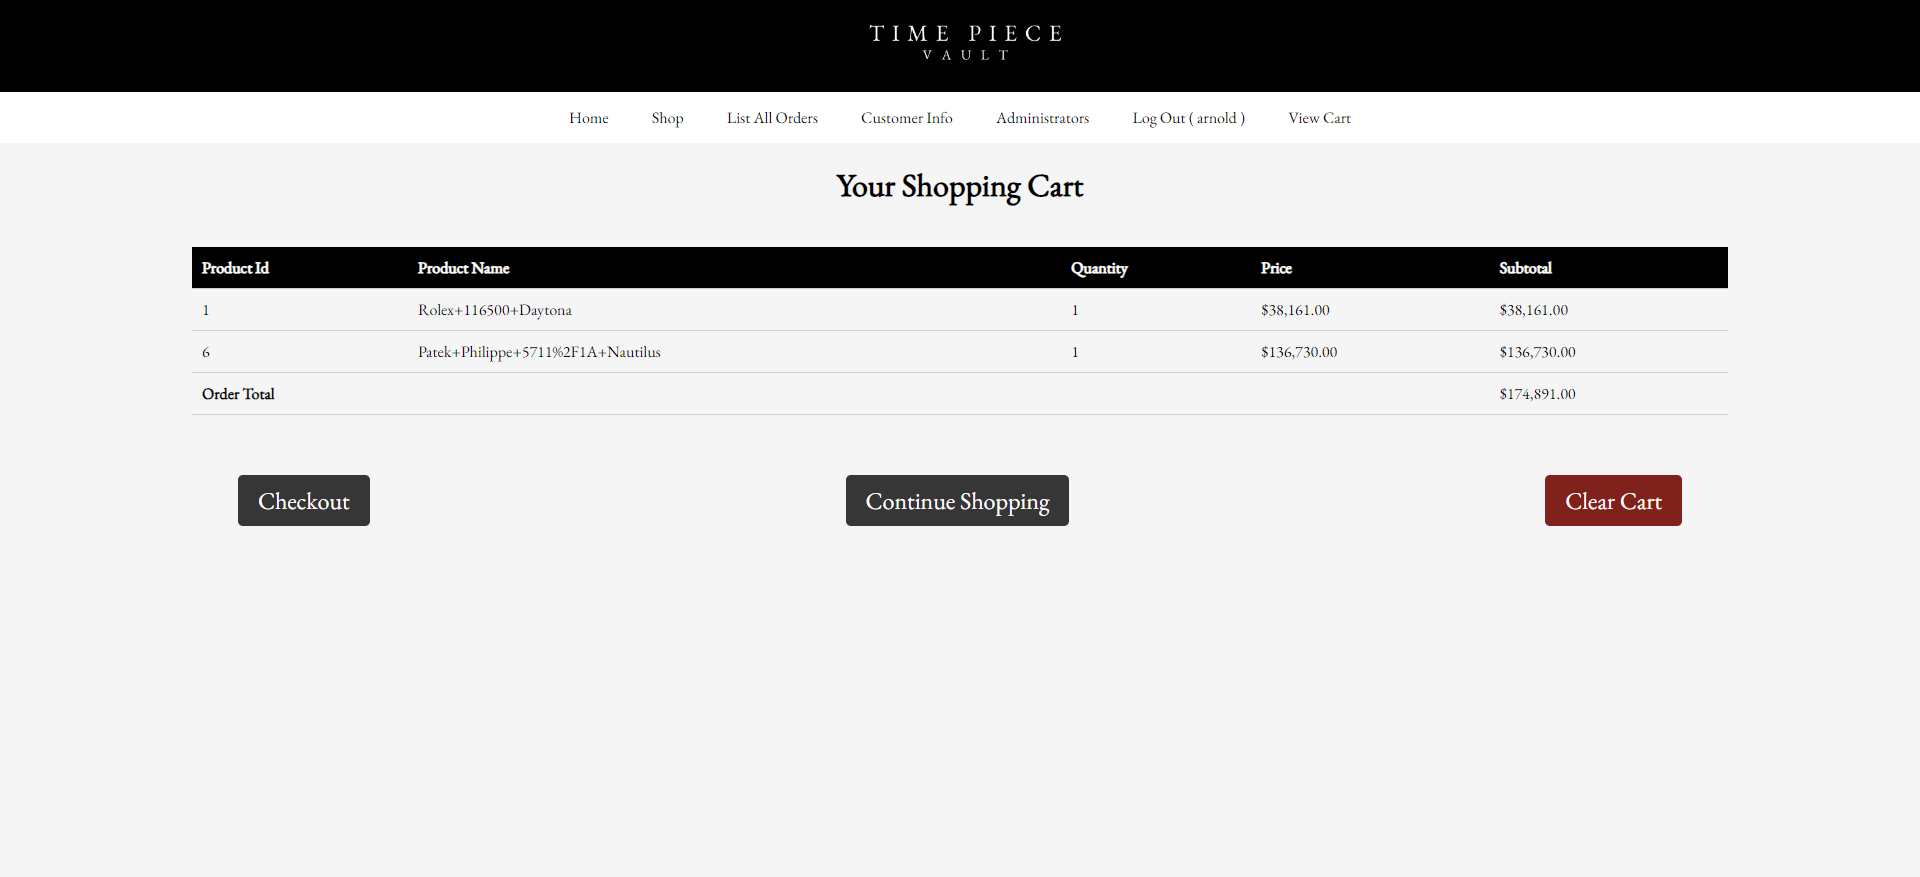 TIME PIECE
VAULT
Home Shop List All Orders Customer Info Administrators Log Out ( arnold ) View Cart
Your Shopping Cart
Product Id Product Name Quantity Price Subtotal
1 Rolex+116500+Daytona 1 $38,161.00 $38,161.00
6 Patek+Philippe+5711%2F1A+Nautilus 1 $136,730.00 $136,730.00
Order Total $174,891.00
Checkout Continue Shopping Clear Cart